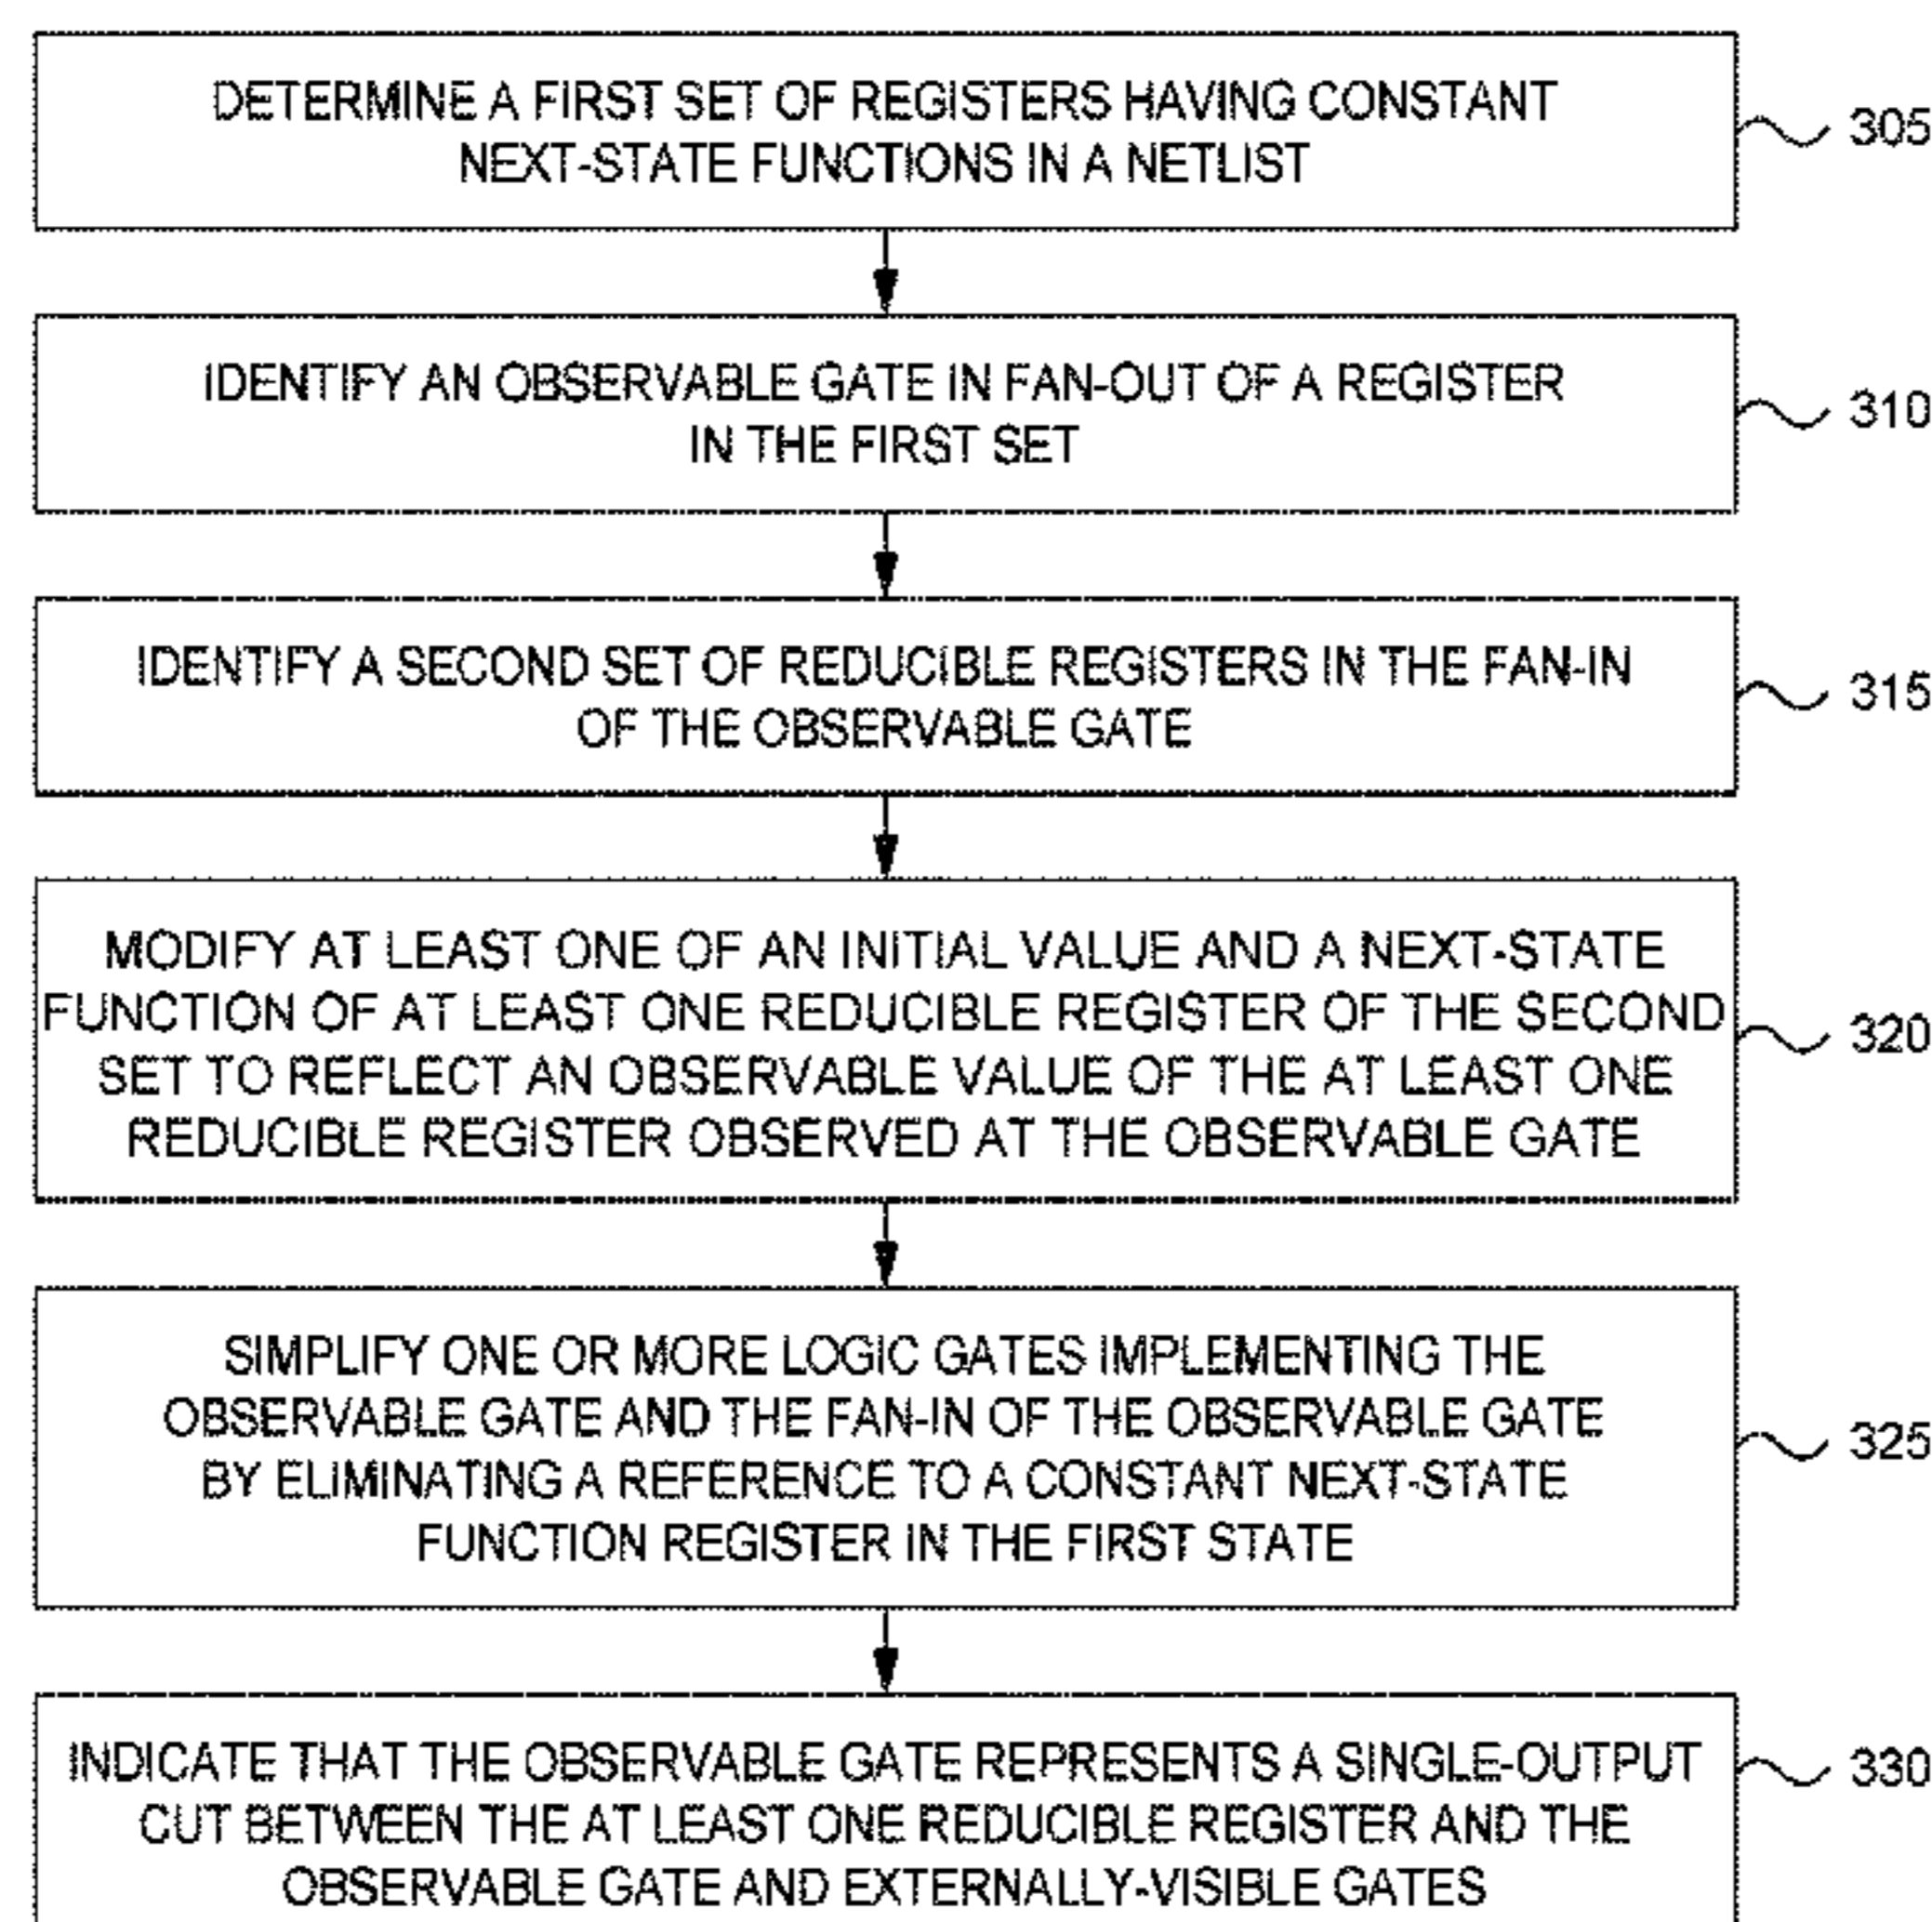 DETERMINE A FIRST SET OF REGISTERS HAVING CONSTANT
NEXT-STATE FUNCTIONS IN A NETLIST
305
IDENTIFY AN OBSERVABLE GATE IN FAN-OUT OF A REGISTER
IN THE FIRST SET
310
IDENTIFY A SECOND SET OF REDUCIBLE REGISTERS IN THE FAN-IN
OF THE OBSERVABLE GATE
315
MODIFY AT LEAST ONE OF AN INITIAL VALUE AND A NEXT-STATE
FUNCTION OF AT LEAST ONE REDUCIBLE REGISTER OF THE SECOND
SET TO REFLECT AN OBSERVABLE VALUE OF THE AT LEAST ONE
REDUCIBLE REGISTER OBSERVED AT THE OBSERVABLE GATE
320
SIMPLIFY ONE OR MORE LOGIC GATES IMPLEMENTING THE
OBSERVABLE GATE AND THE FAN-IN OF THE OBSERVABLE GATE
BY ELIMINATING A REFERENCE TO A CONSTANT NEXT-STATE
FUNCTION REGISTER IN THE FIRST STATE
325
INDICATE THAT THE OBSERVABLE GATE REPRESENTS A SINGLE-OUTPUT
CUT BETWEEN THE AT LEAST ONE REDUCIBLE REGISTER AND THE
OBSERVABLE GATE AND EXTERNALLY-VISIBLE GATES
330